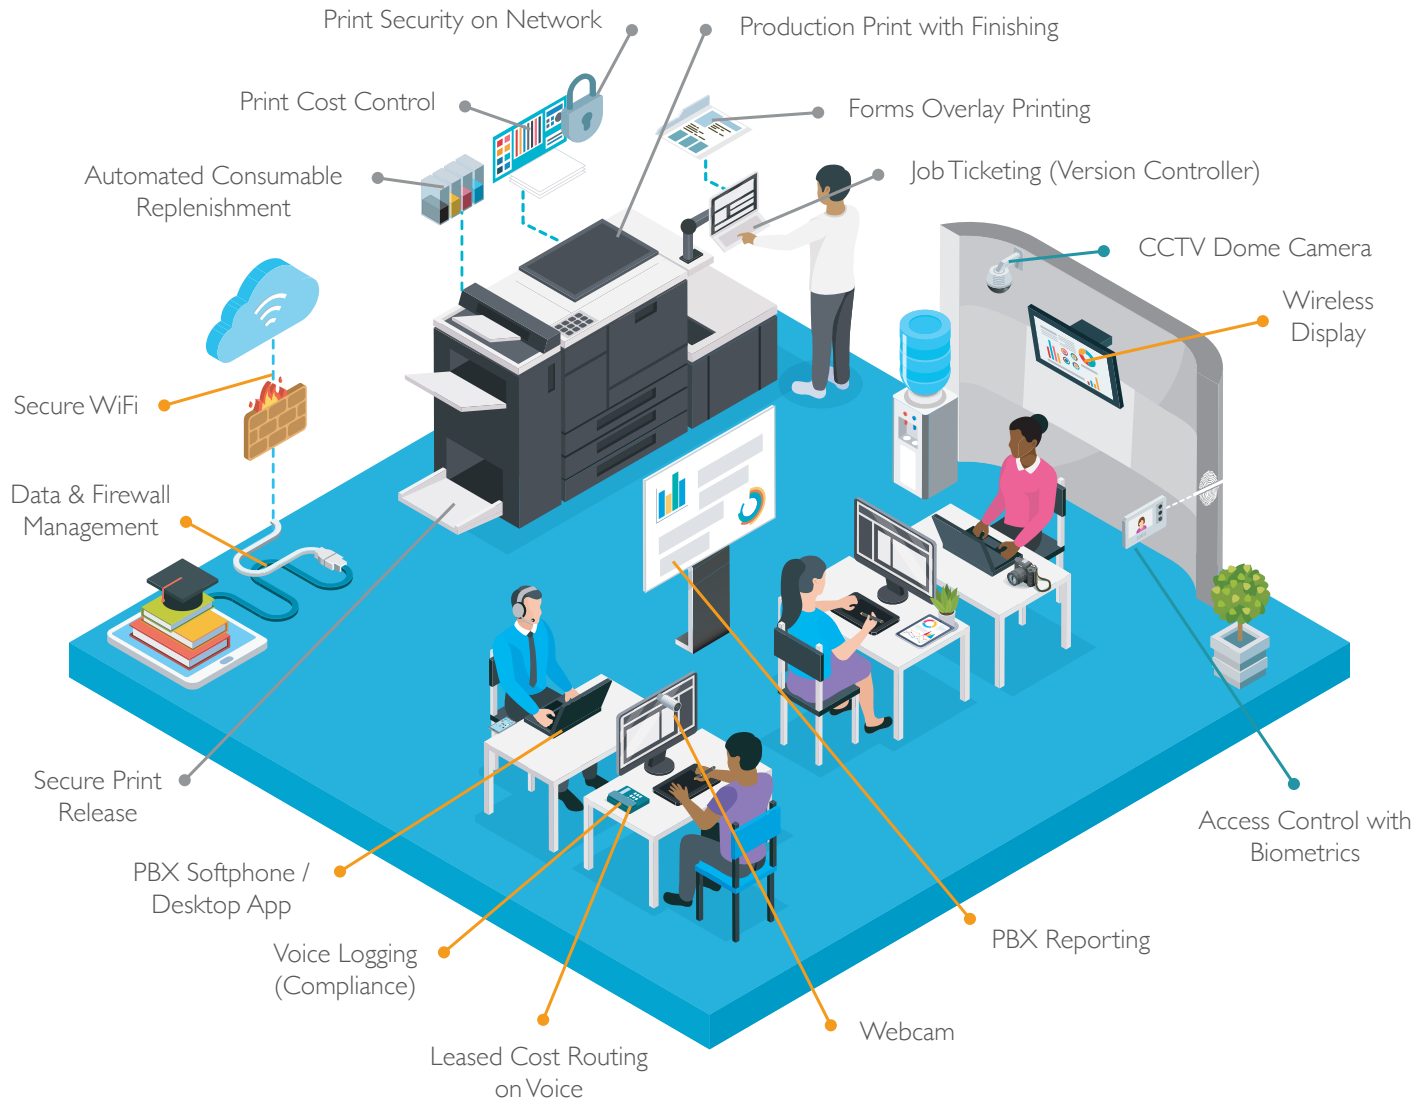 Print Security on Network
Production Print with Finishing
Print Cost Control
Forms Overlay Printing
Automated Consumable
Replenishment
Job Ticketing (Version Controller)
CCTV Dome Camera
Wireless
Display
Secure WiFi
Data & Firewall
Management
Secure Print
Release
Access Control with
Biometrics
PBX Softphone /
Desktop App
PBX Reporting
Voice Logging
(Compliance)
Webcam
Leased Cost Routing
on Voice